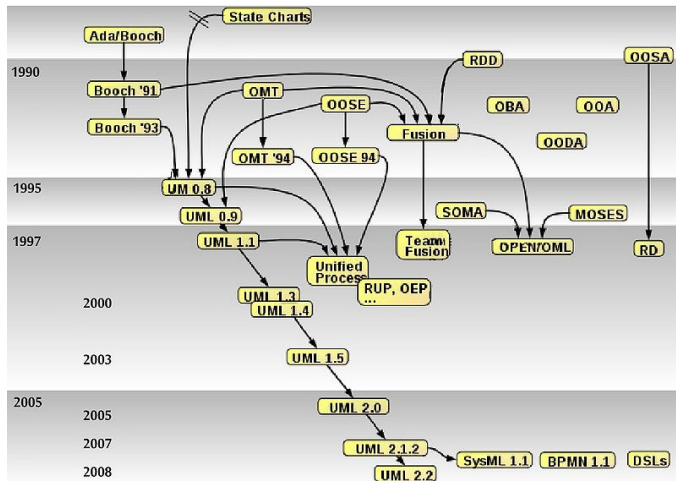 State Charts
Ada/Booch
OOSA
RDD
1990
Booch '91
OMT
OOSE
OBA
OOA
Booch '93
Fusion
OODA
OMT '94
OOSE 94
1995
UM 0.8
UML 0.9
SOMA
MOSES
1997
UML 1.1
Team
Fusion
OPEN/OML
RD
Unified
Process
RUP, OEP
...
UML 1.3
2000
UML 1.4
2003
UML 1.5
2005
UML 2.0
2005
2007
UML 2.1.2
SysML 1.1
BPMN 1.1
DSLs
2008
UML 2.2